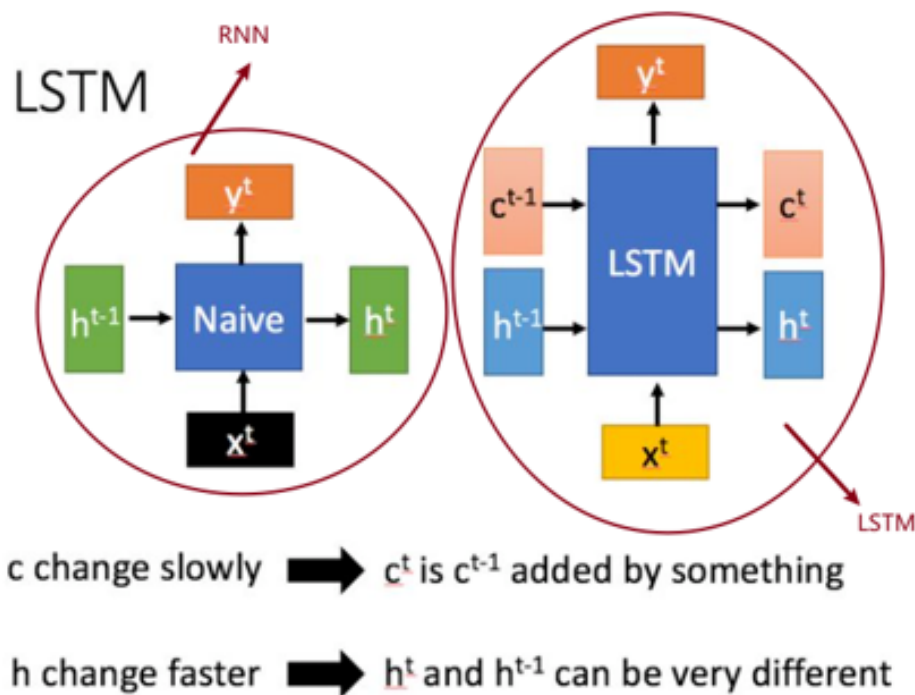 RNN
LSTM
yᵗ
hᵗ⁻¹
Naive
hᵗ
xᵗ
yᵗ
cᵗ⁻¹
cᵗ
LSTM
hᵗ⁻¹
hᵗ
xᵗ
LSTM
c change slowly cᵗ is cᵗ⁻¹ added by something
h change faster hᵗ and hᵗ⁻¹ can be very different